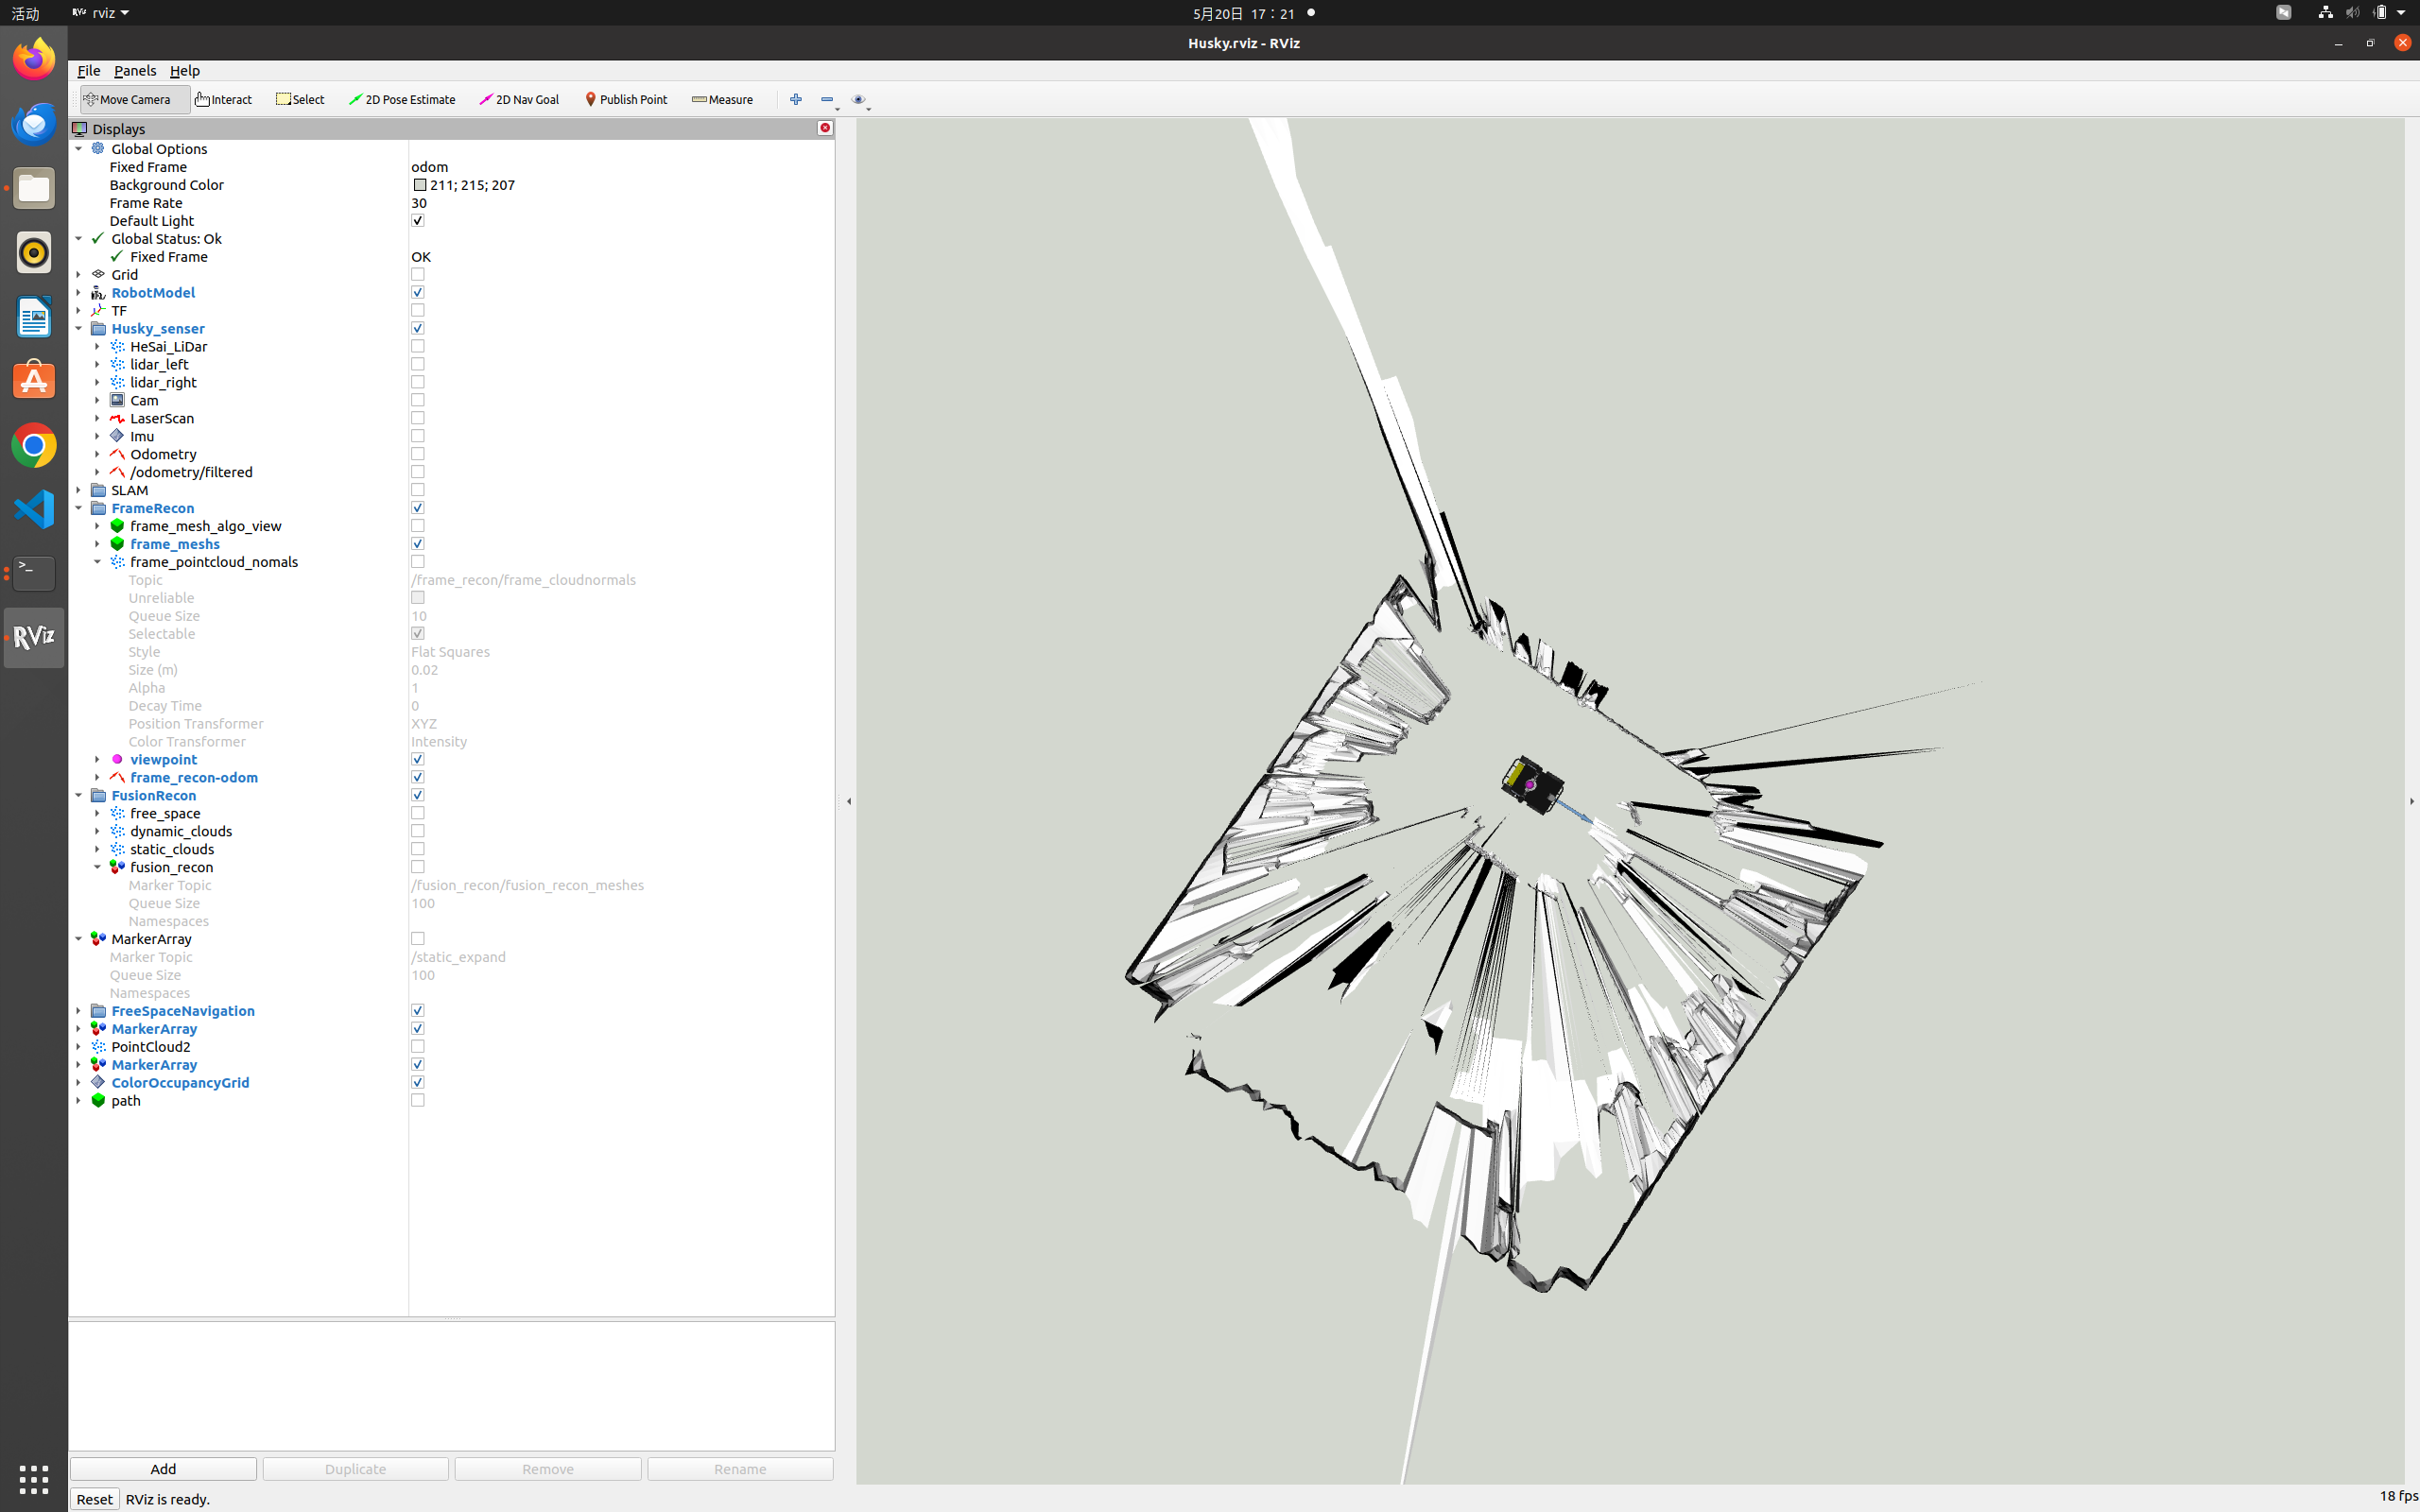 活动
rviz
5月20日 17：21
Husky.rviz - RViz
File Panels Help
Move Camera Interact Select 2D Pose Estimate 2D Nav Goal Publish Point Measure
Displays
Global Options
Fixed Frame odom
Background Color 211; 215; 207
Frame Rate 30
Default Light
Global Status: Ok
Fixed Frame OK
Grid
RobotModel
TF
Husky_senser
HeSai_LiDar
lidar_left
lidar_right
Cam
LaserScan
Imu
Odometry
/odometry/filtered
SLAM
FrameRecon
frame_mesh_algo_view
frame_meshs
frame_pointcloud_nomals
Topic /frame_recon/frame_cloudnormals
Unreliable
Queue Size 10
Selectable
Style Flat Squares
Size (m) 0.02
Alpha 1
Decay Time 0
Position Transformer XYZ
Color Transformer Intensity
viewpoint
frame_recon-odom
FusionRecon
free_space
dynamic_clouds
static_clouds
fusion_recon
Marker Topic /fusion_recon/fusion_recon_meshes
Queue Size 100
Namespaces
MarkerArray
Marker Topic /static_expand
Queue Size 100
Namespaces
FreeSpaceNavigation
MarkerArray
PointCloud2
MarkerArray
ColorOccupancyGrid
path
Add Duplicate Remove Rename
Reset RViz is ready.
18 fps
>_
RViz